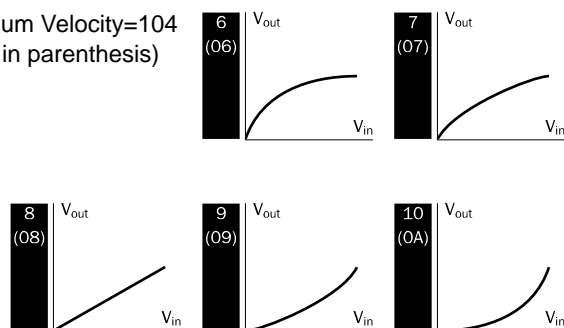 um Velocity=104
in parenthesis)
6
(06)
Vout
Vin
7
(07)
Vout
Vin
8
(08)
Vout
Vin
9
(09)
Vout
Vin
10
(0A)
Vout
Vin